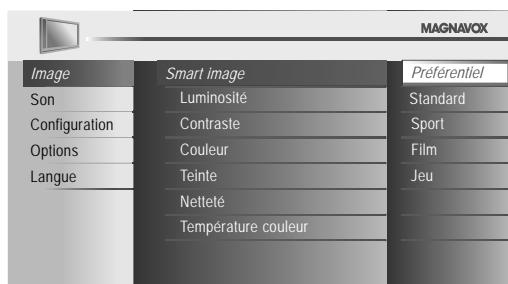 MAGNAVOX
Image
Son
Configuration
Options
Langue
Smart image
Luminosité
Contraste
Couleur
Teinte
Netteté
Température couleur
Préférentiel
Standard
Sport
Film
Jeu